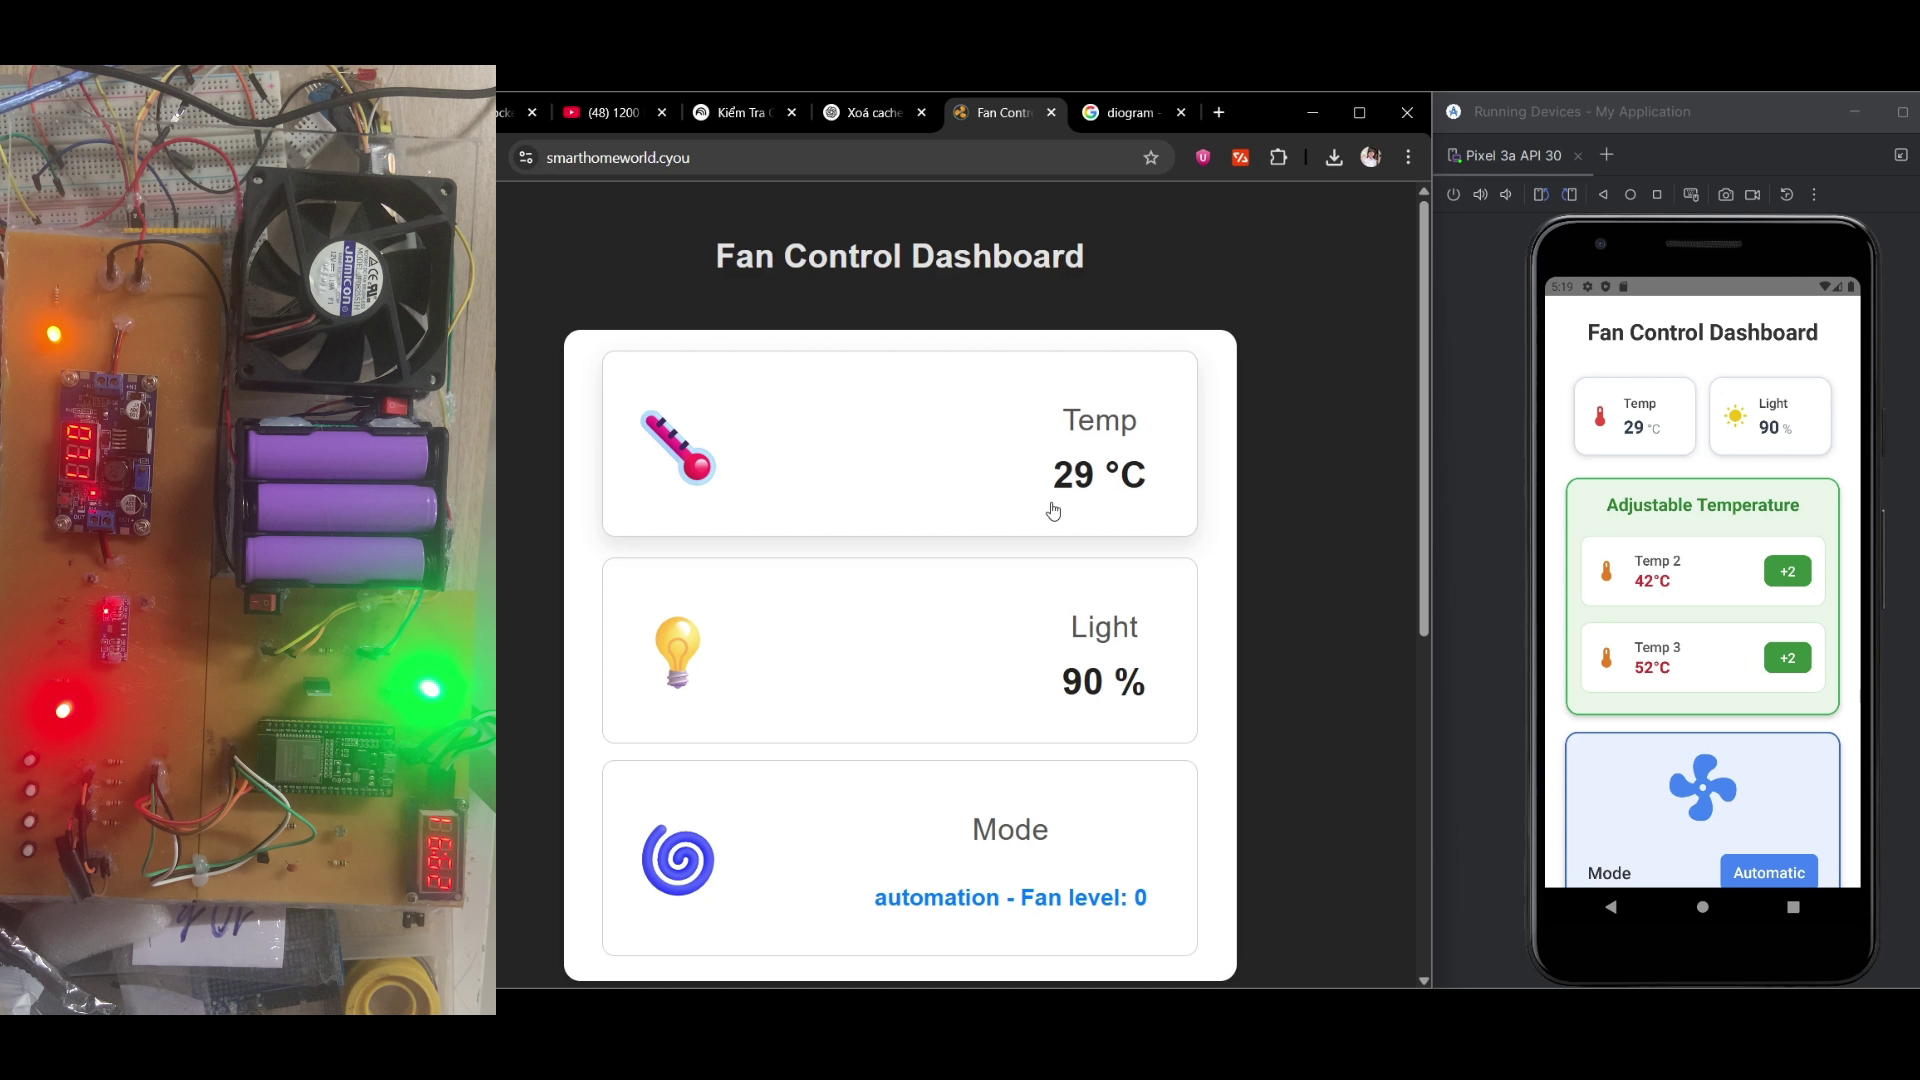 JAMICON
(48) 1200
Kiểm Tra
Xoá cache
Fan Contr
diogram -
smarthomeworld.cyou
Fan Control Dashboard
Temp
29 °C
Light
90 %
Mode
automation - Fan level: 0
Running Devices - My Application
Pixel 3a API 30
5:19
Fan Control Dashboard
Temp
29 °C
Light
90 %
Adjustable Temperature
Temp 2
42°C
+2
Temp 3
52°C
+2
Mode
Automatic